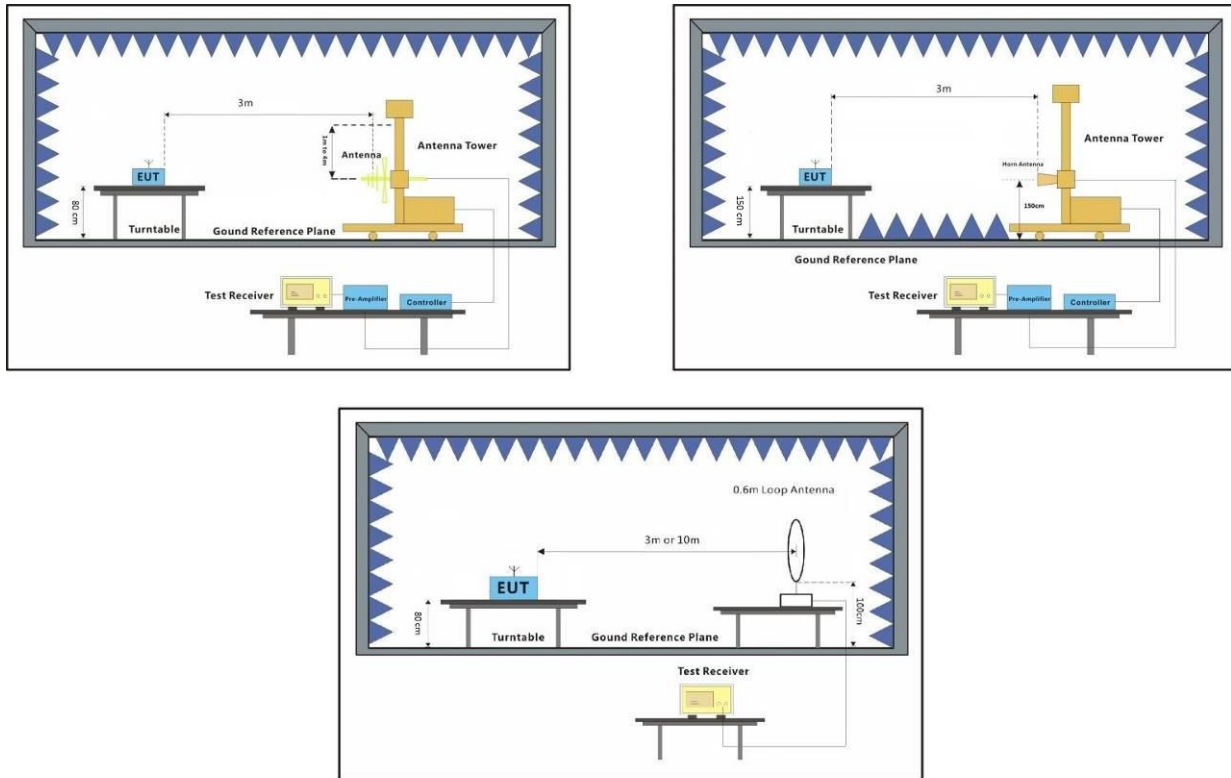 3m
1m to 4m
Antenna
Antenna Tower
EUT
80 cm
Turntable
Gound Reference Plane
Test Receiver
Pre-Amplifier
Controller
3m
Antenna Tower
Horn Antenna
EUT
150 cm
150cm
Turntable
Gound Reference Plane
Test Receiver
Pre-Amplifier
Controller
0.6m Loop Antenna
3m or 10m
EUT
80 cm
100cm
Turntable
Gound Reference Plane
Test Receiver